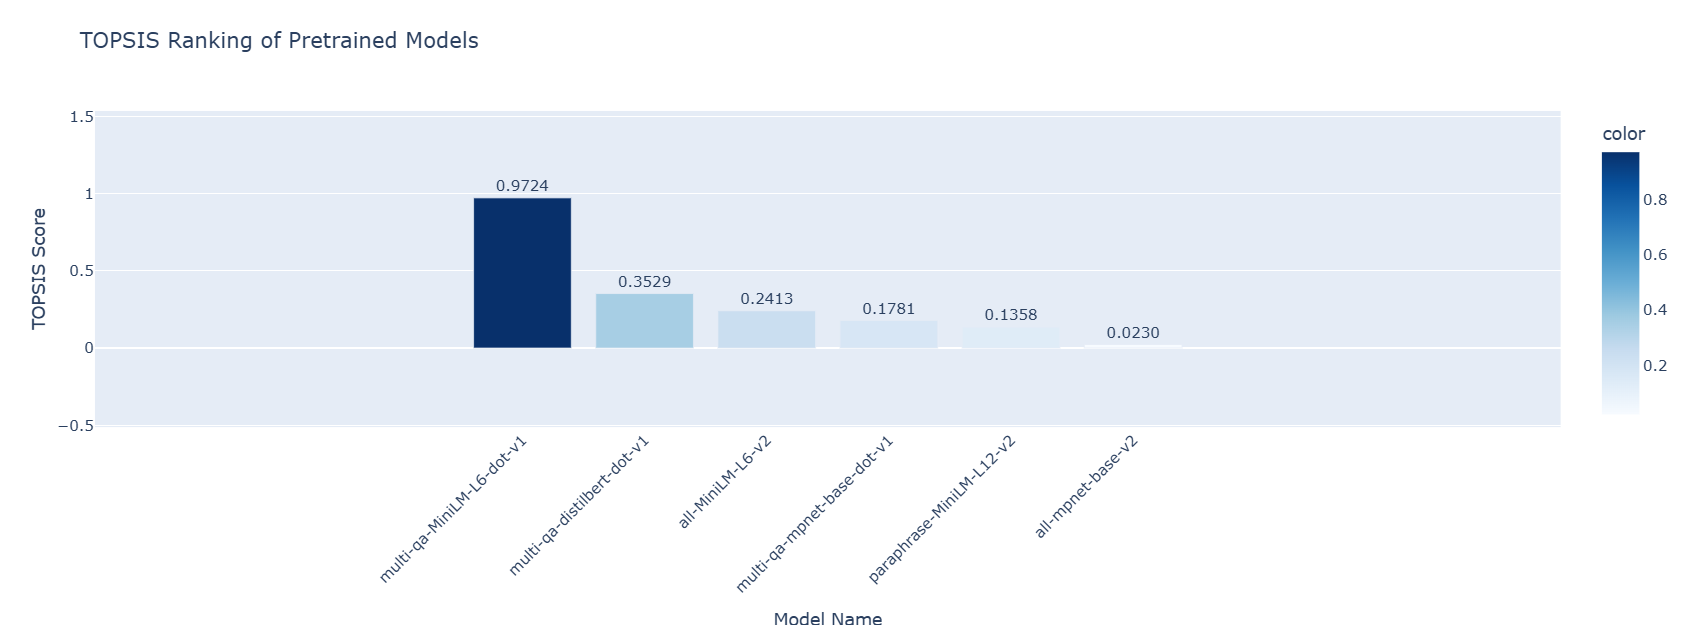 TOPSIS Ranking of Pretrained Models
1.5
1
0.5
0
−0.5
TOPSIS Score
0.9724
0.3529
0.2413
0.1781
0.1358
0.0230
multi-qa-MiniLM-L6-dot-v1
multi-qa-distilbert-dot-v1
all-MiniLM-L6-v2
multi-qa-mpnet-base-dot-v1
paraphrase-MiniLM-L12-v2
all-mpnet-base-v2
Model Name
color
0.8
0.6
0.4
0.2